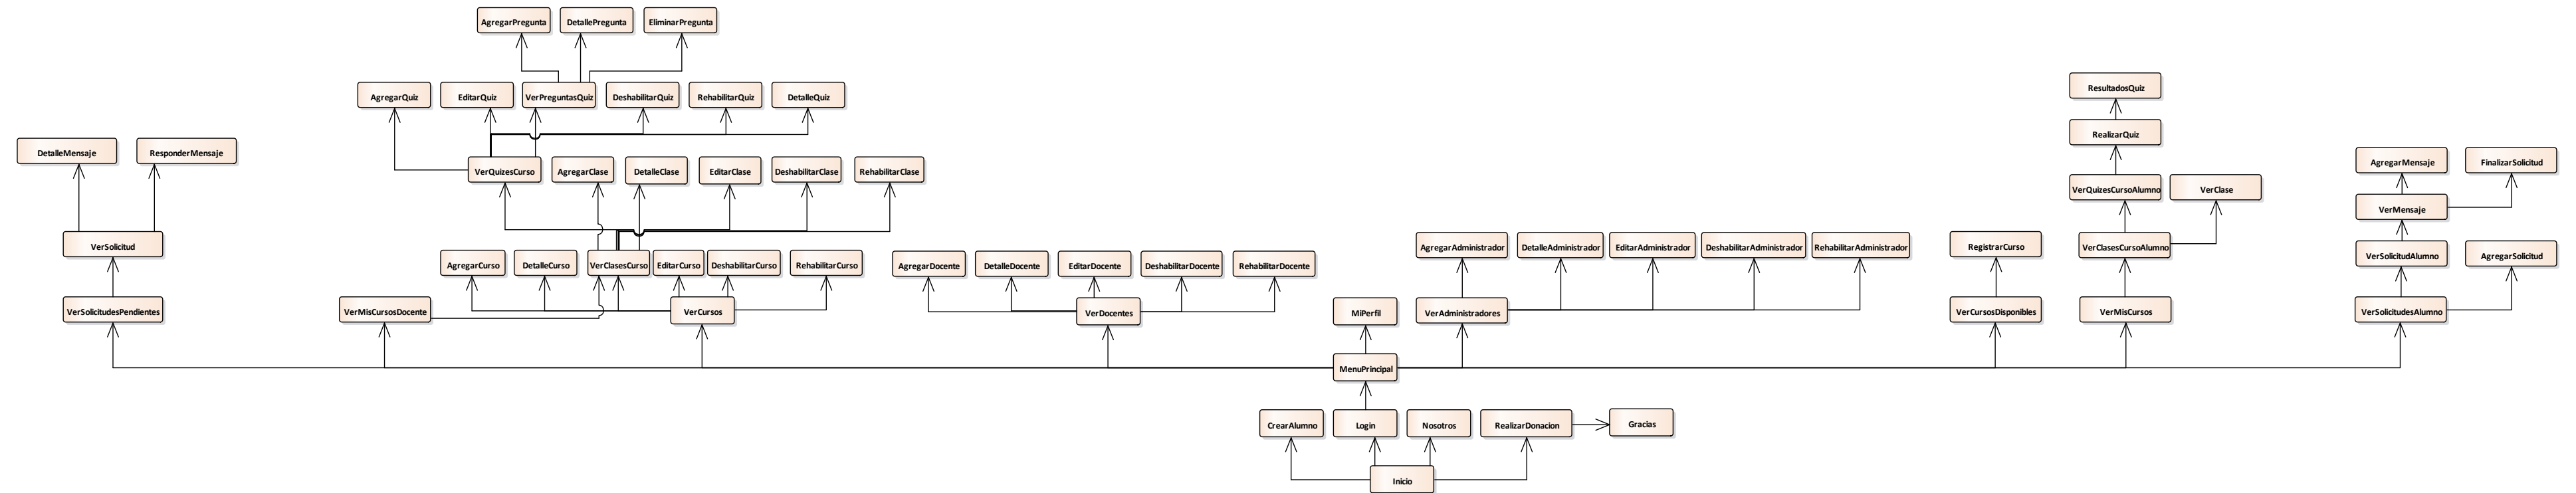 AgregarPregunta
DetallePregunta
EliminarPregunta
AgregarQuiz
EditarQuiz
VerPreguntasQuiz
DeshabilitarQuiz
RehabilitarQuiz
DetalleQuiz
ResultadosQuiz
RealizarQuiz
DetalleMensaje
ResponderMensaje
VerQuizesCurso
AgregarClase
DetalleClase
EditarClase
DeshabilitarClase
RehabilitarClase
VerQuizesCursoAlumno
VerClase
AgregarMensaje
FinalizarSolicitud
VerMensaje
VerSolicitud
AgregarCurso
DetalleCurso
VerClasesCurso
EditarCurso
DeshabilitarCurso
RehabilitarCurso
AgregarDocente
DetalleDocente
EditarDocente
DeshabilitarDocente
RehabilitarDocente
AgregarAdministrador
DetalleAdministrador
EditarAdministrador
DeshabilitarAdministrador
RehabilitarAdministrador
RegistrarCurso
VerClasesCursoAlumno
VerSolicitudAlumno
AgregarSolicitud
VerSolicitudesPendientes
VerMisCursosDocente
VerCursos
VerDocentes
MiPerfil
VerAdministradores
VerCursosDisponibles
VerMisCursos
VerSolicitudesAlumno
MenuPrincipal
CrearAlumno
Login
Nosotros
RealizarDonacion
Gracias
Inicio